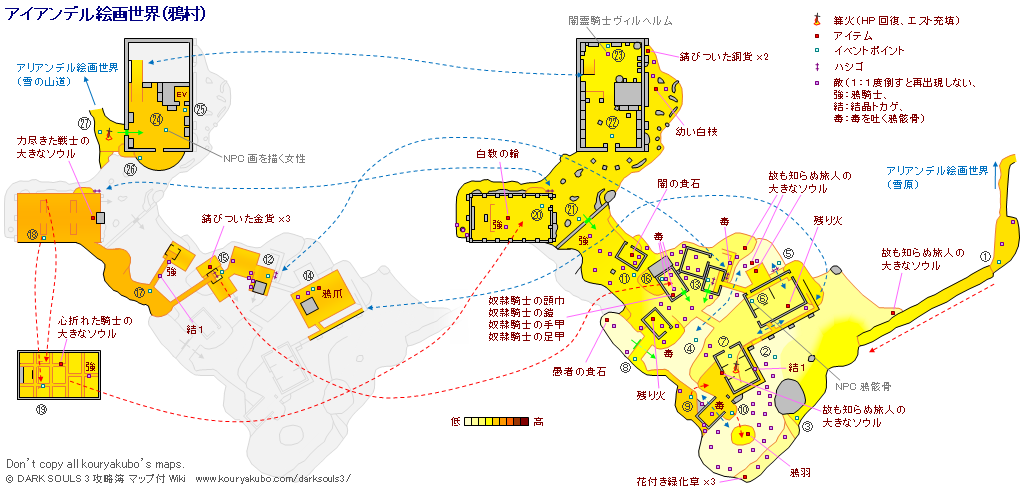 アイアンデル絵画世界(鴉村)
アリアンデル絵画世界
(雪の山道)
EV
㉔
㉕
㉗
㉖
力尽きた戦士の
大きなソウル
NPC 画を描く女性
⑱
錆びついた金貨 ×3
強
⑮
⑫
⑭
鴉爪
⑰
結1
心折れた騎士の
大きなソウル
強
⑲
闇霊騎士ヴィルヘルム
㉓
錆びついた銅貨 ×2
㉒
幼い白枝
白教の輪
強
⑳
㉑
強
闇の貪石
毒
毒
故も知らぬ旅人の
大きなソウル
残り火
⑤
⑪
⑯
⑬
⑥
奴隷騎士の頭巾
奴隷騎士の鎧
奴隷騎士の手甲
奴隷騎士の足甲
毒
④
⑦
②
⑧
愚者の貪石
残り火
結1
NPC 鴉骸骨
⑨
毒
⑩
故も知らぬ旅人の
大きなソウル
③
鴉羽
花付き緑化草 ×3
アリアンデル絵画世界
(雪原)
①
故も知らぬ旅人の
大きなソウル
篝火(HP 回復、エスト充填)
アイテム
イベントポイント
ハシゴ
敵(1:1度倒すと再出現しない、
強:鴉騎士、
結:結晶トカゲ、
毒:毒を吐く鴉骸骨)
低
高
Don't copy all kouryakubo's maps.
© DARK SOULS 3 攻略簿 マップ付 Wiki www.kouryakubo.com/darksouls3/